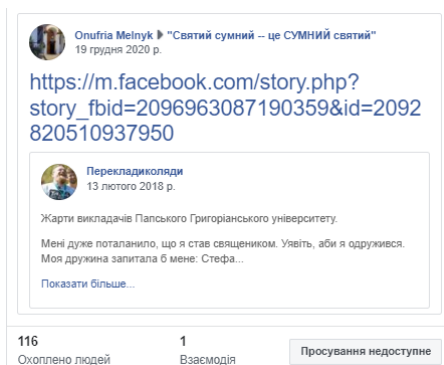 Onufria Melnyk ▶ "Святий сумний -- це СУМНИЙ святий"
19 грудня 2020 р.
https://m.facebook.com/story.php?
story_fbid=2096963087190359&id=2092
820510937950
Перекладиколяди
13 лютого 2018 р.
Жарти викладачів Папського Григоріанського університету.
Мені дуже поталанило, що я став священиком. Уявіть, аби я одружився.
Моя дружина запитала б мене: Стефа...
Показати більше...
116
1
Просування недоступне
Охоплено людей
Взаємодія